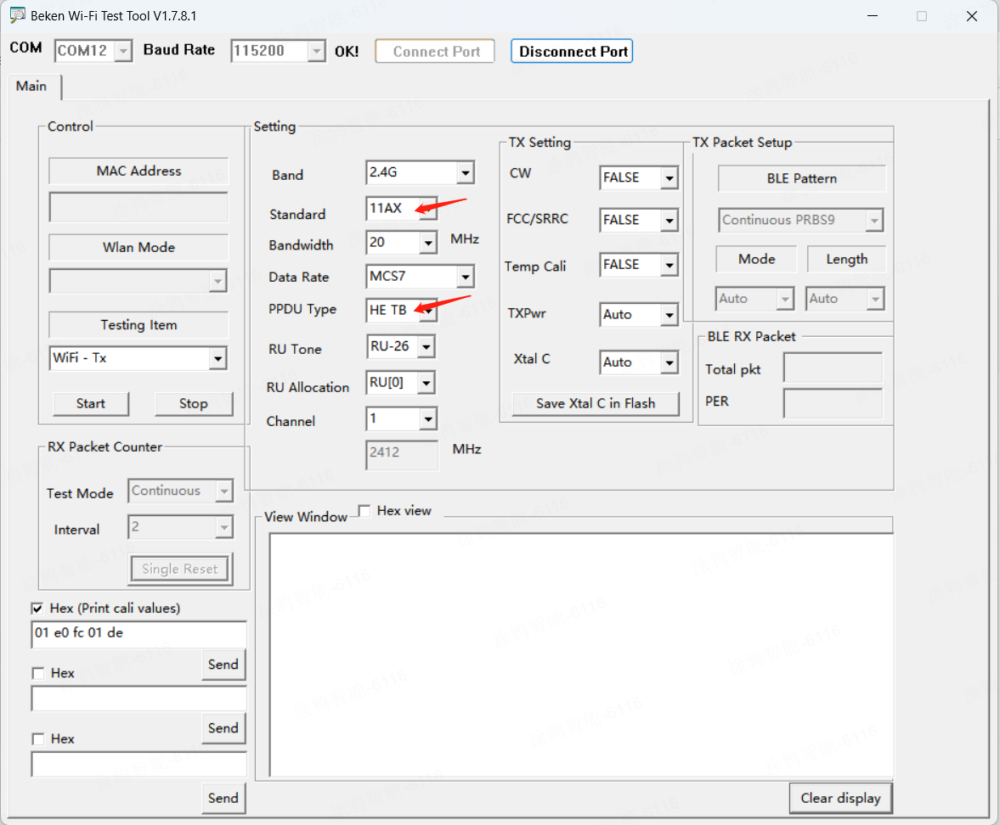 Beken Wi-Fi Test Tool V1.7.8.1
COM COM12 Baud Rate 115200 OK! Connect Port Disconnect Port
Main
Control
MAC Address
Wlan Mode
Testing Item
WiFi - Tx
Start Stop
Setting
Band 2.4G
Standard 11AX
Bandwidth 20 MHz
Data Rate MCS7
PPDU Type HE TB
RU Tone RU-26
RU Allocation RU[0]
Channel 1
2412 MHz
TX Setting
CW FALSE
FCC/SRRC FALSE
Temp Cali FALSE
TXPwr Auto
Xtal C Auto
Save Xtal C in Flash
TX Packet Setup
BLE Pattern
Continuous PRBS9
Mode Length
Auto Auto
BLE RX Packet
Total pkt
PER
RX Packet Counter
Test Mode Continuous
Interval 2
Single Reset
Hex (Print cali values)
01 e0 fc 01 de
Send
Hex
Send
Hex
Send
View Window Hex view
Clear display
涂鸦智能-6116